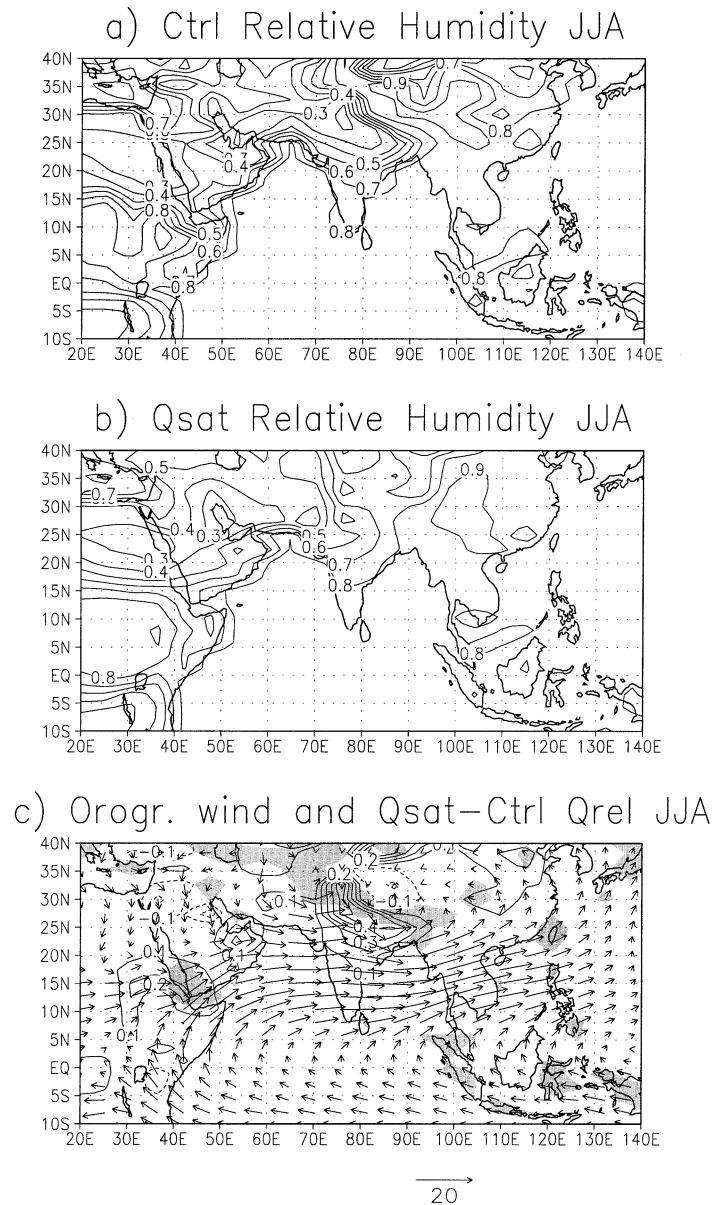 a) Ctrl Relative Humidity JJA
40N
35N
30N
25N
20N
15N
10N
5N
EQ
5S
10S
0.7
0.9
0.4
0.3
0.8
0.4
0.5
0.6
0.7
0.4
0.8
0.5
0.6
0.8
0.8
0.8
20E 30E 40E 50E 60E 70E 80E 90E 100E 110E 120E 130E 140E
b) Qsat Relative Humidity JJA
40N
35N
30N
25N
20N
15N
10N
5N
EQ
5S
10S
0.5
0.9
0.7
0.4
0.3
0.5
0.6
0.3
0.4
0.7
0.8
0.8
0.8
20E 30E 40E 50E 60E 70E 80E 90E 100E 110E 120E 130E 140E
c) Orogr. wind and Qsat−Ctrl Qrel JJA
40N
35N
30N
25N
20N
15N
10N
5N
EQ
5S
10S
-0.1
0.2
0.2
0.1
-0.1
-0.1
0.4
0.3
0.1
0.1
0.1
0.2
0.1
20E 30E 40E 50E 60E 70E 80E 90E 100E 110E 120E 130E 140E
20